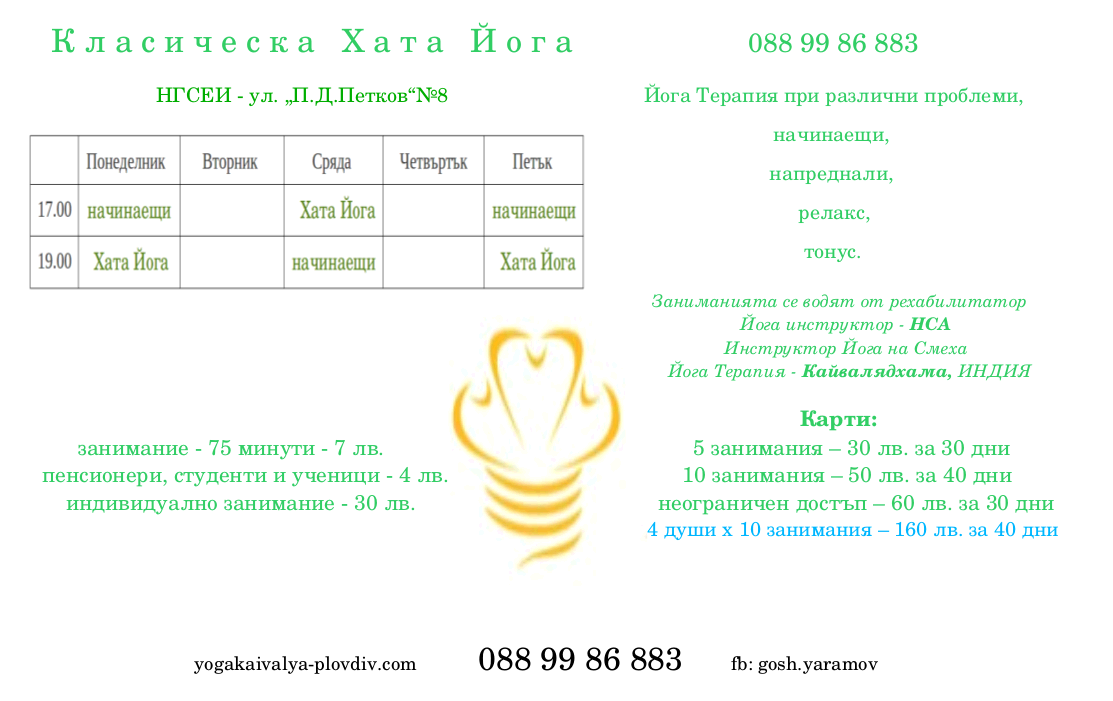 Класическа Хата Йога
088 99 86 883
НГСЕИ - ул. „П.Д.Петков“№8
Понеделник Вторник Сряда Четвъртък Петък
17.00 начинаещи Хата Йога начинаещи
19.00 Хата Йога начинаещи Хата Йога
Йога Терапия при различни проблеми,
начинаещи,
напреднали,
релакс,
тонус.
Заниманията се водят от рехабилитатор
Йога инструктор - НСА
Инструктор Йога на Смеха
Йога Терапия - Кайвалядхама, ИНДИЯ
занимание - 75 минути - 7 лв.
пенсионери, студенти и ученици - 4 лв.
индивидуално занимание - 30 лв.
Карти:
5 занимания – 30 лв. за 30 дни
10 занимания – 50 лв. за 40 дни
неограничен достъп – 60 лв. за 30 дни
4 души х 10 занимания – 160 лв. за 40 дни
yogakaivalya-plovdiv.com 088 99 86 883 fb: gosh.yaramov